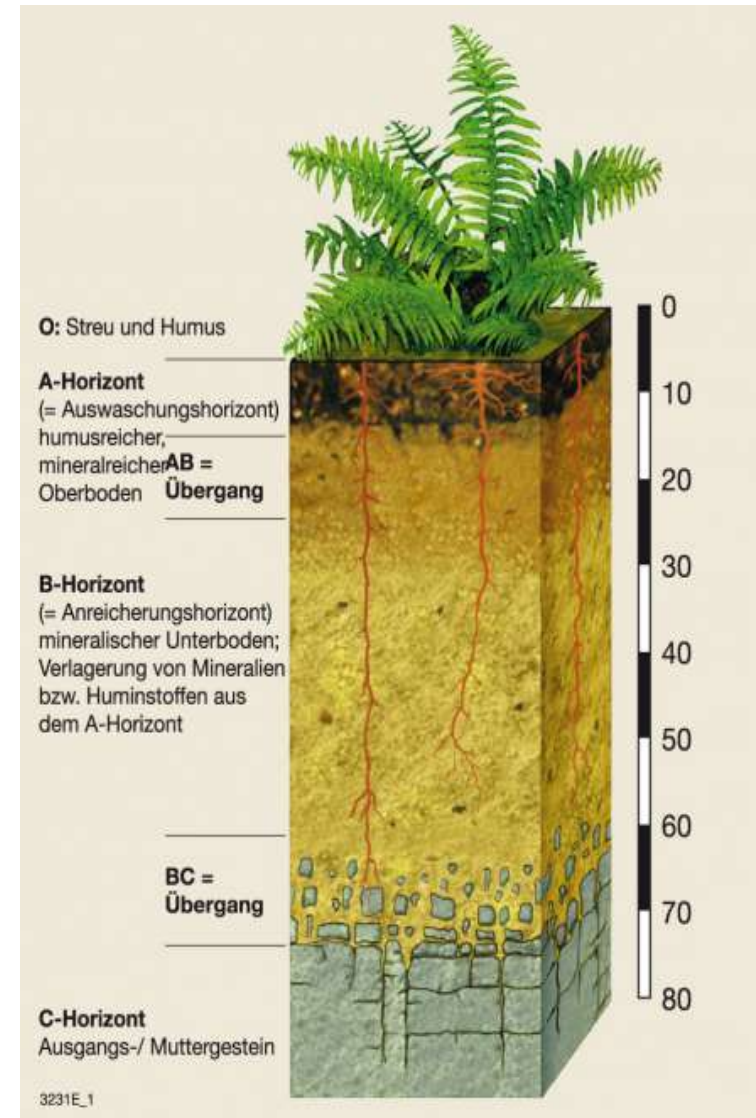 O: Streu und Humus
A-Horizont
(= Auswaschungshorizont)
humusreicher,
mineralreicher
Oberboden
AB =
Übergang
B-Horizont
(= Anreicherungshorizont)
mineralischer Unterboden;
Verlagerung von Mineralien
bzw. Huminstoffen aus
dem A-Horizont
BC =
Übergang
C-Horizont
Ausgangs-/ Muttergestein
3231E_1
0
10
20
30
40
50
60
70
80